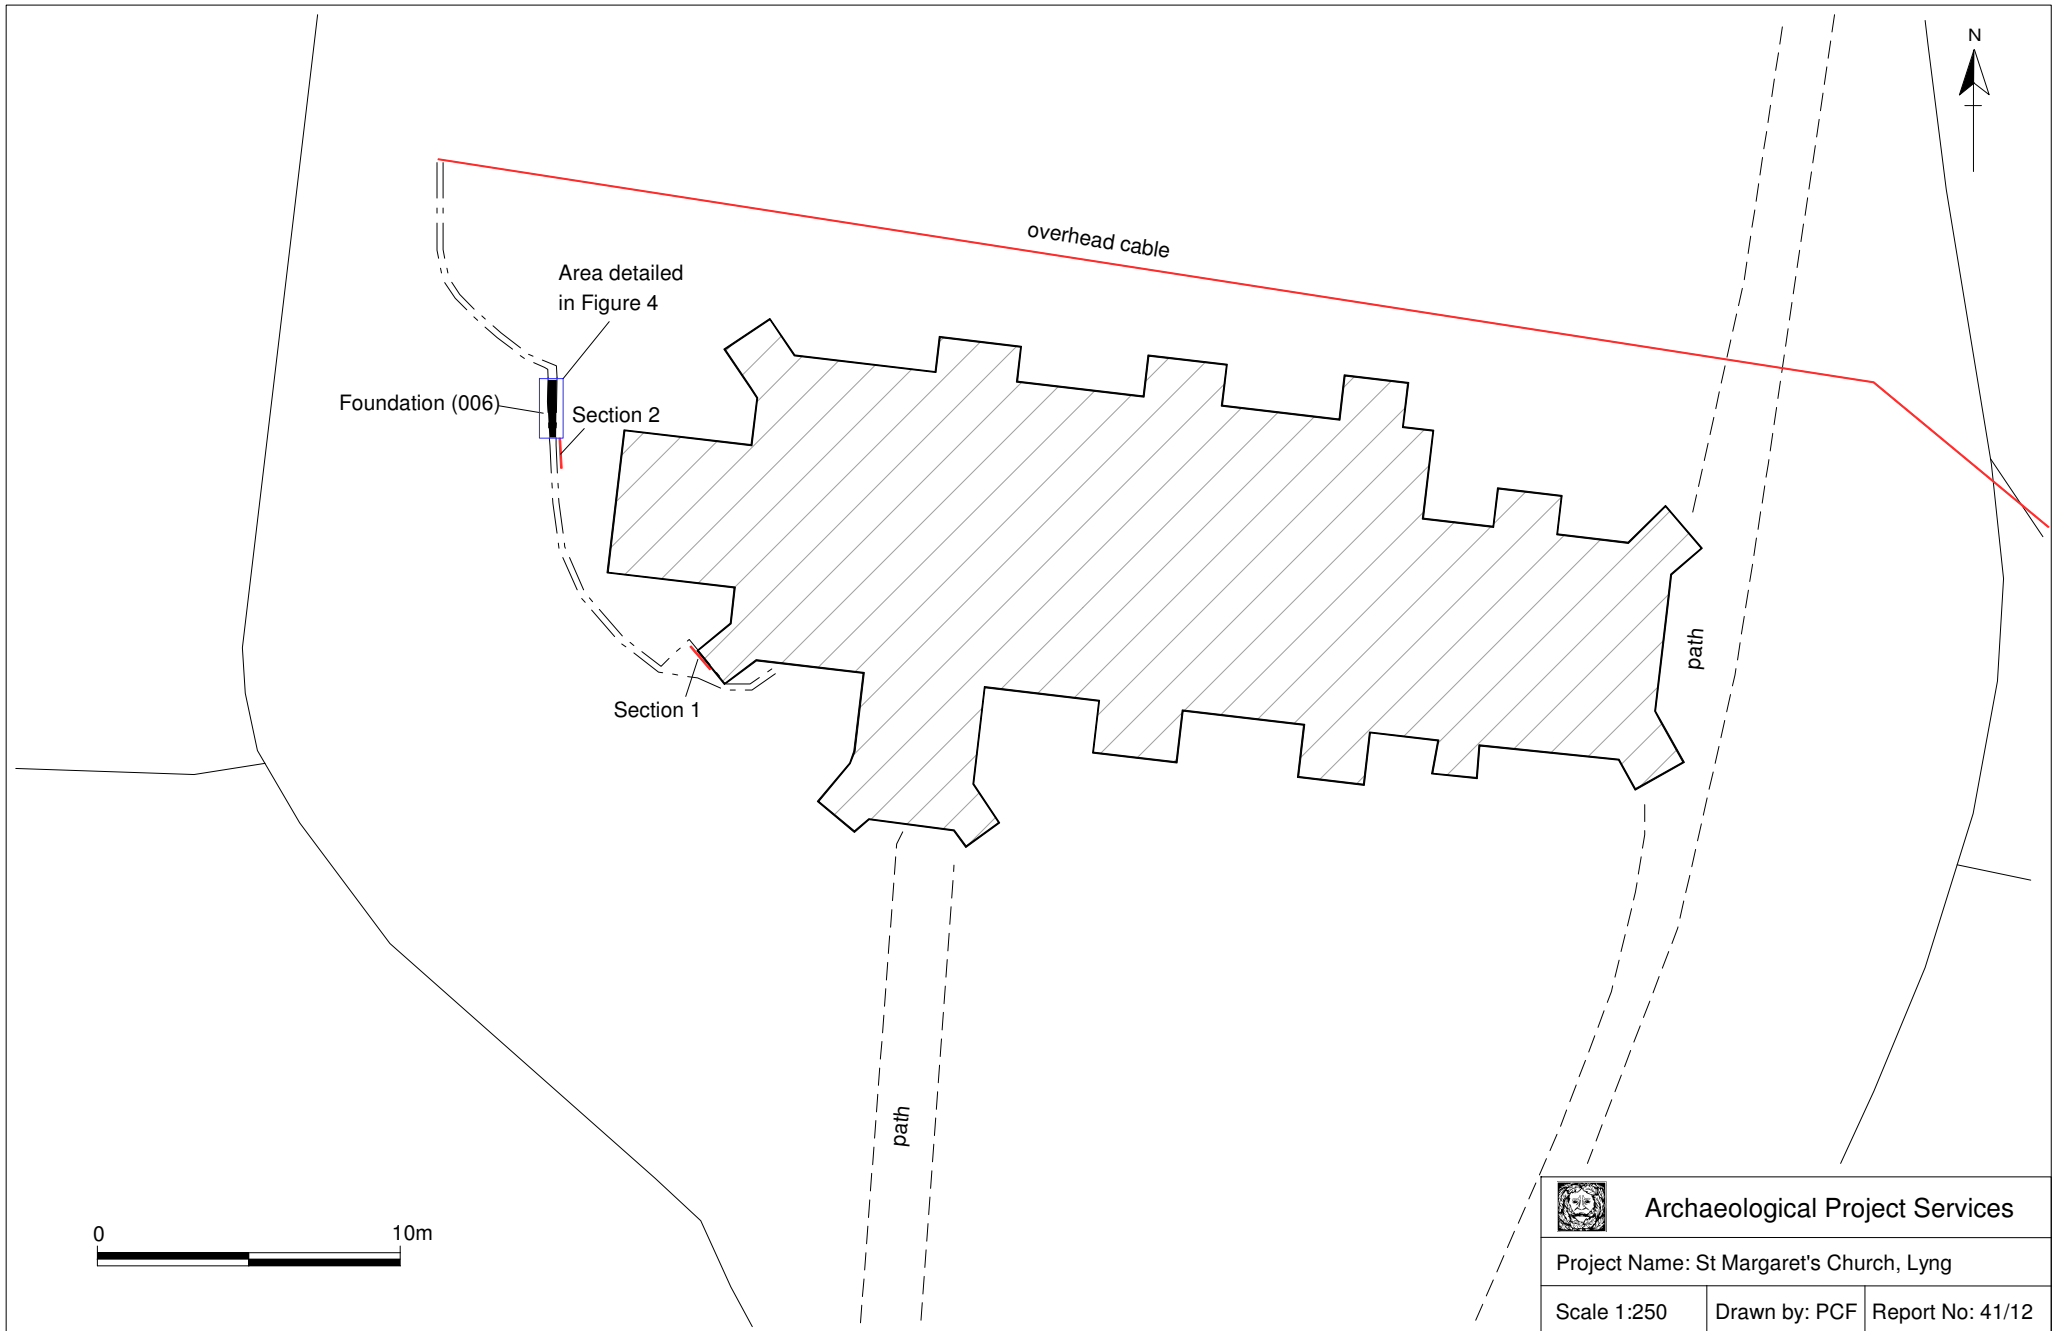 N
overhead cable
Area detailed
in Figure 4
Foundation (006)
Section 2
path
Section 1
path
0
10m
Archaeological Project Services
Project Name: St Margaret's Church, Lyng
Scale 1:250
Drawn by: PCF
Report No: 41/12